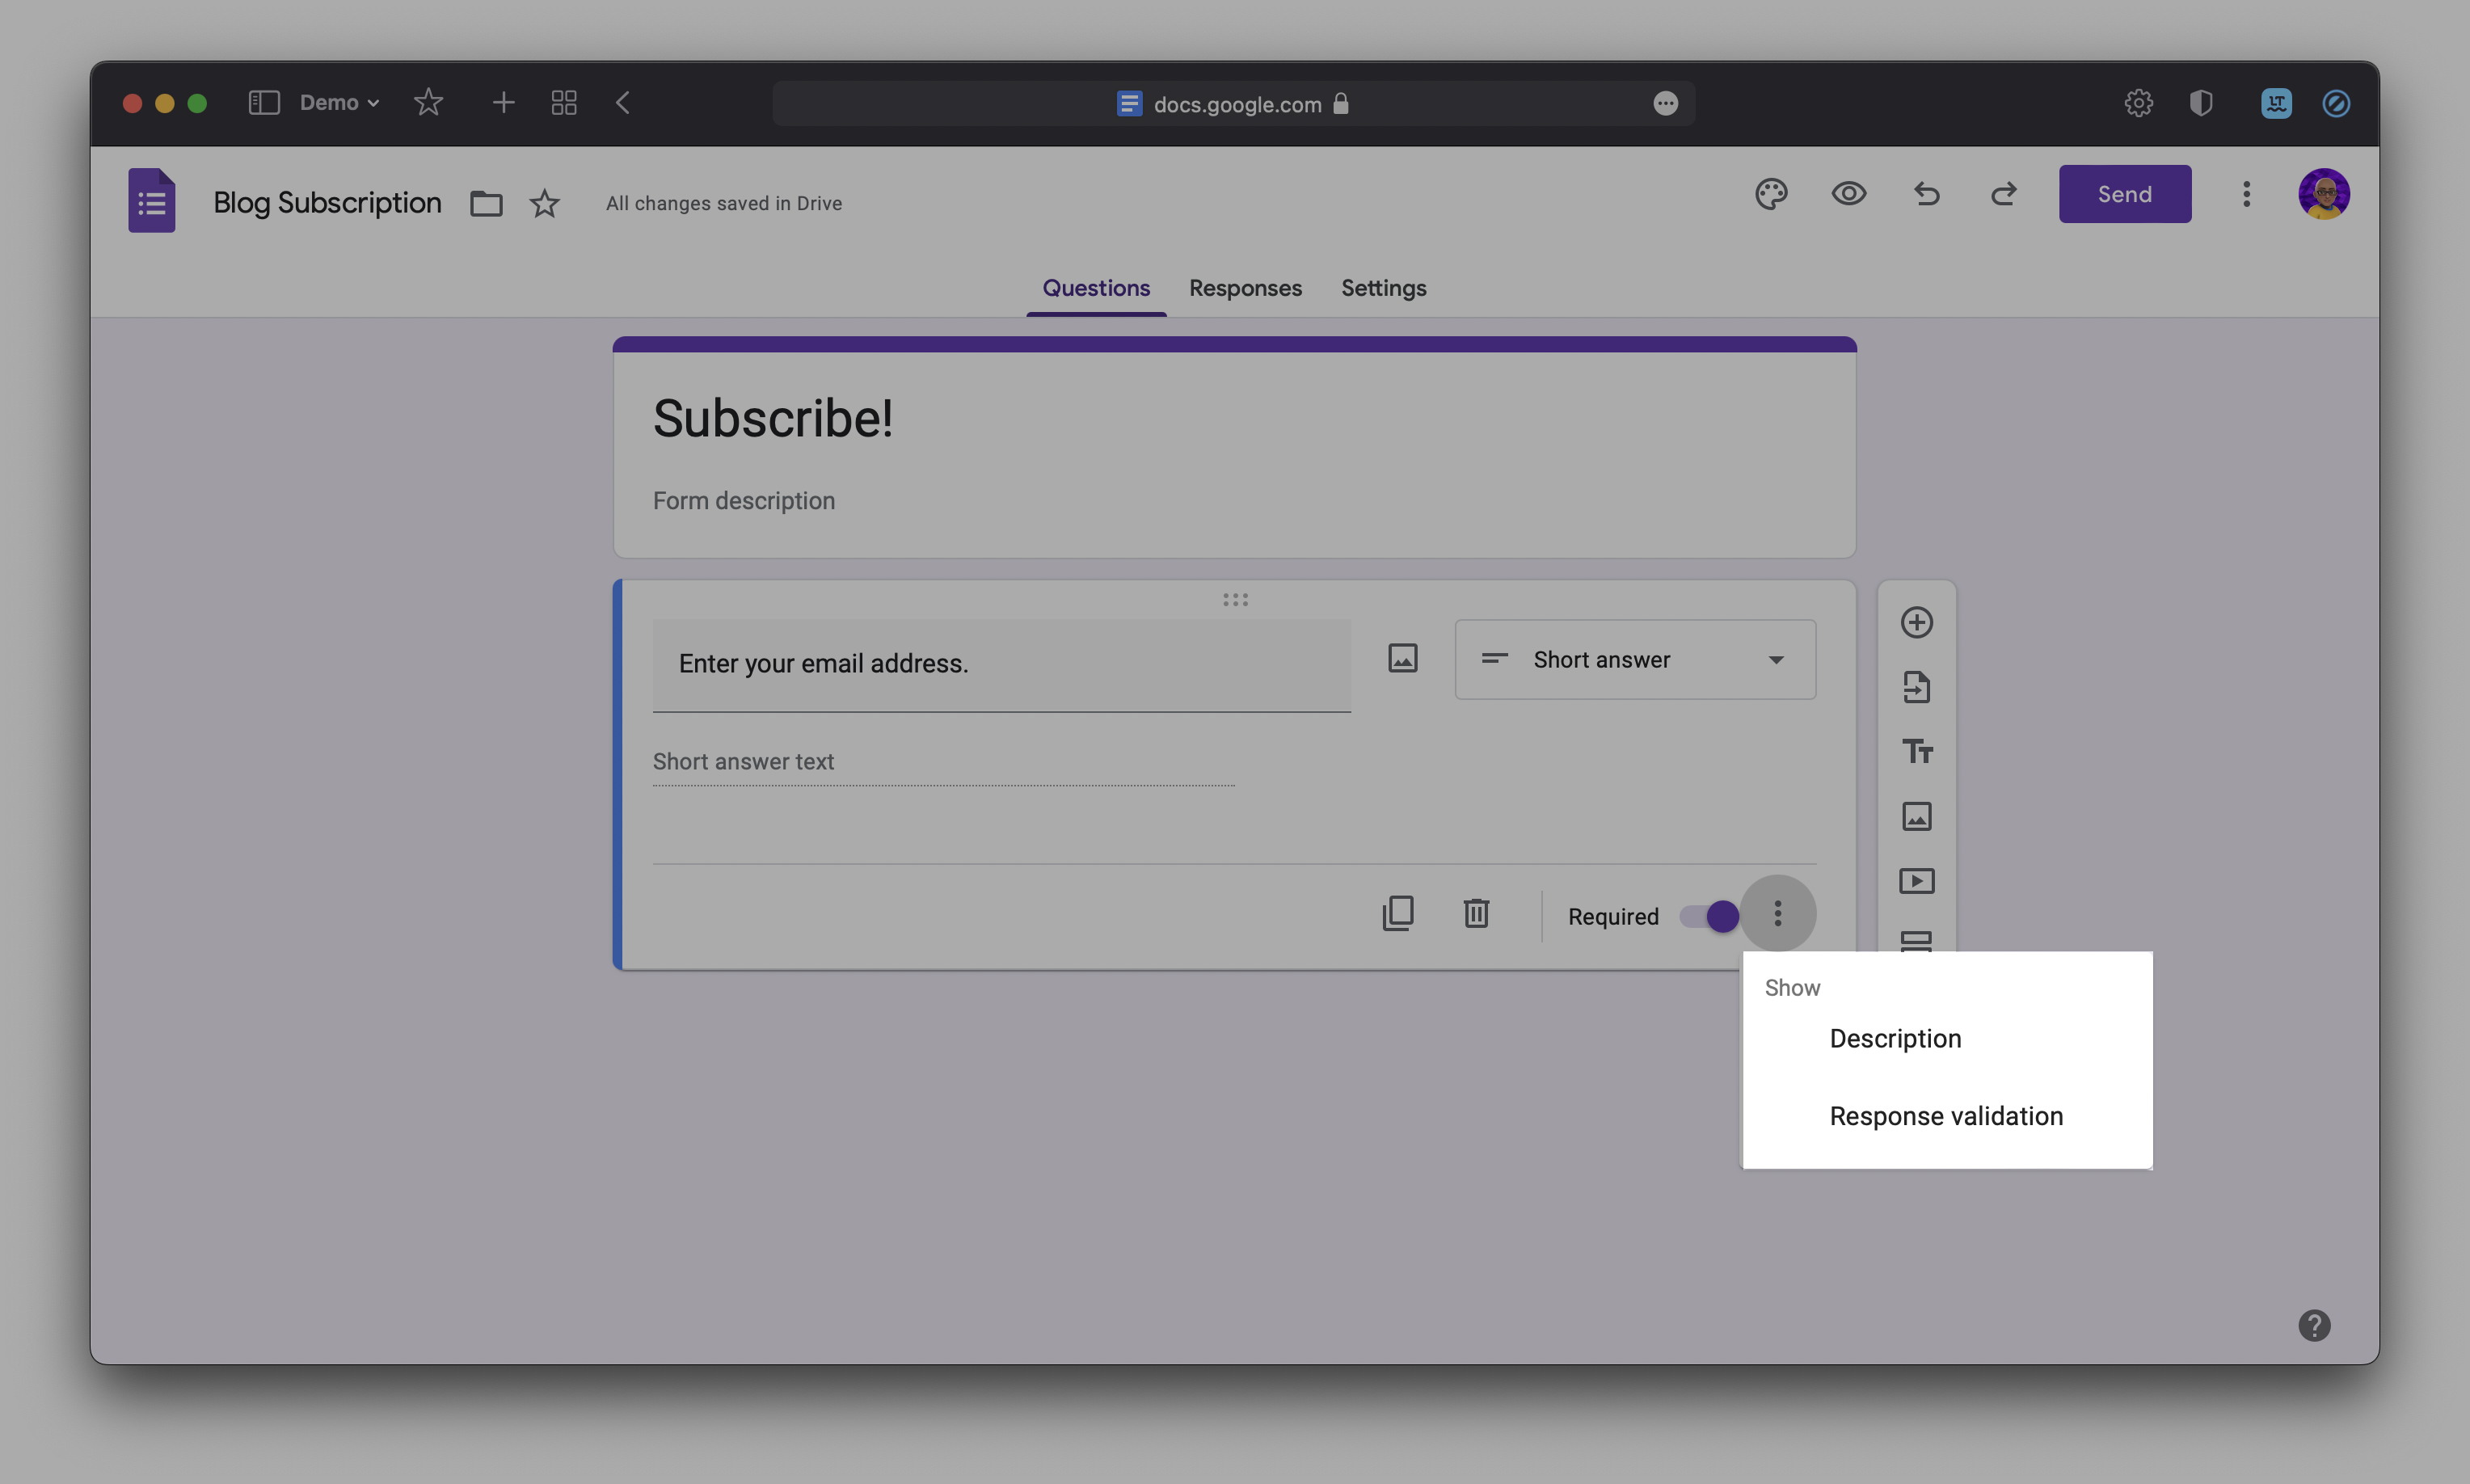 Demo
docs.google.com
LT
Blog Subscription
All changes saved in Drive
Send
Questions Responses Settings
Subscribe!
Form description
Enter your email address.
Short answer
Short answer text
Required
Show
Description
Response validation